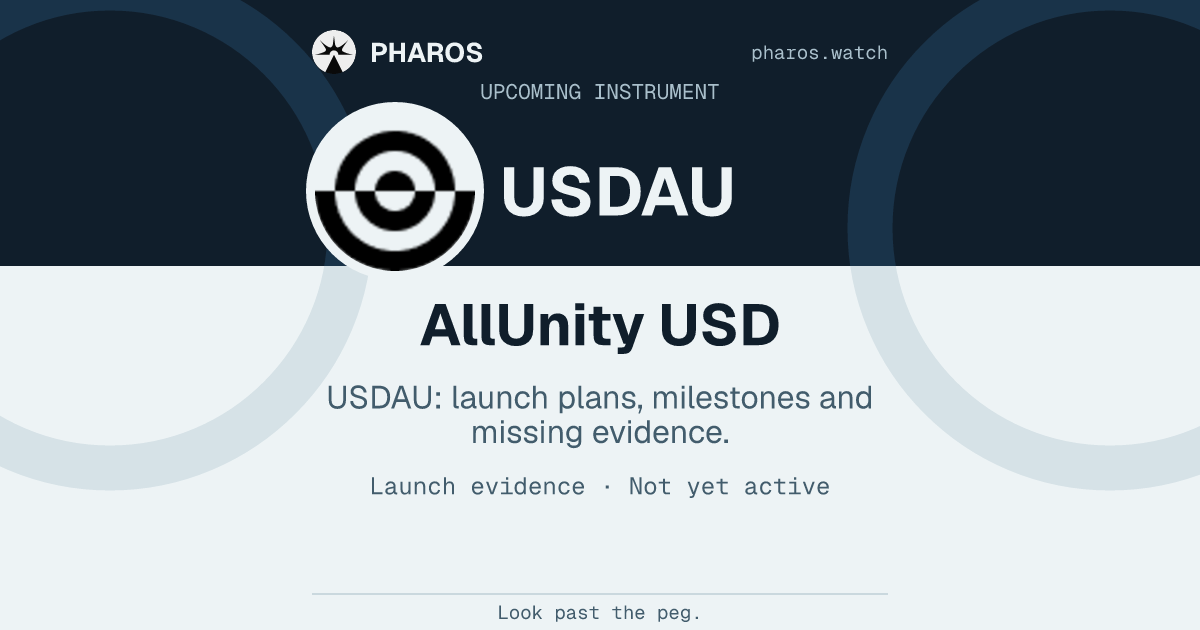 PHAROS
pharos.watch
UPCOMING INSTRUMENT
USDAU
AllUnity USD
USDAU: launch plans, milestones and
missing evidence.
Launch evidence · Not yet active
Look past the peg.